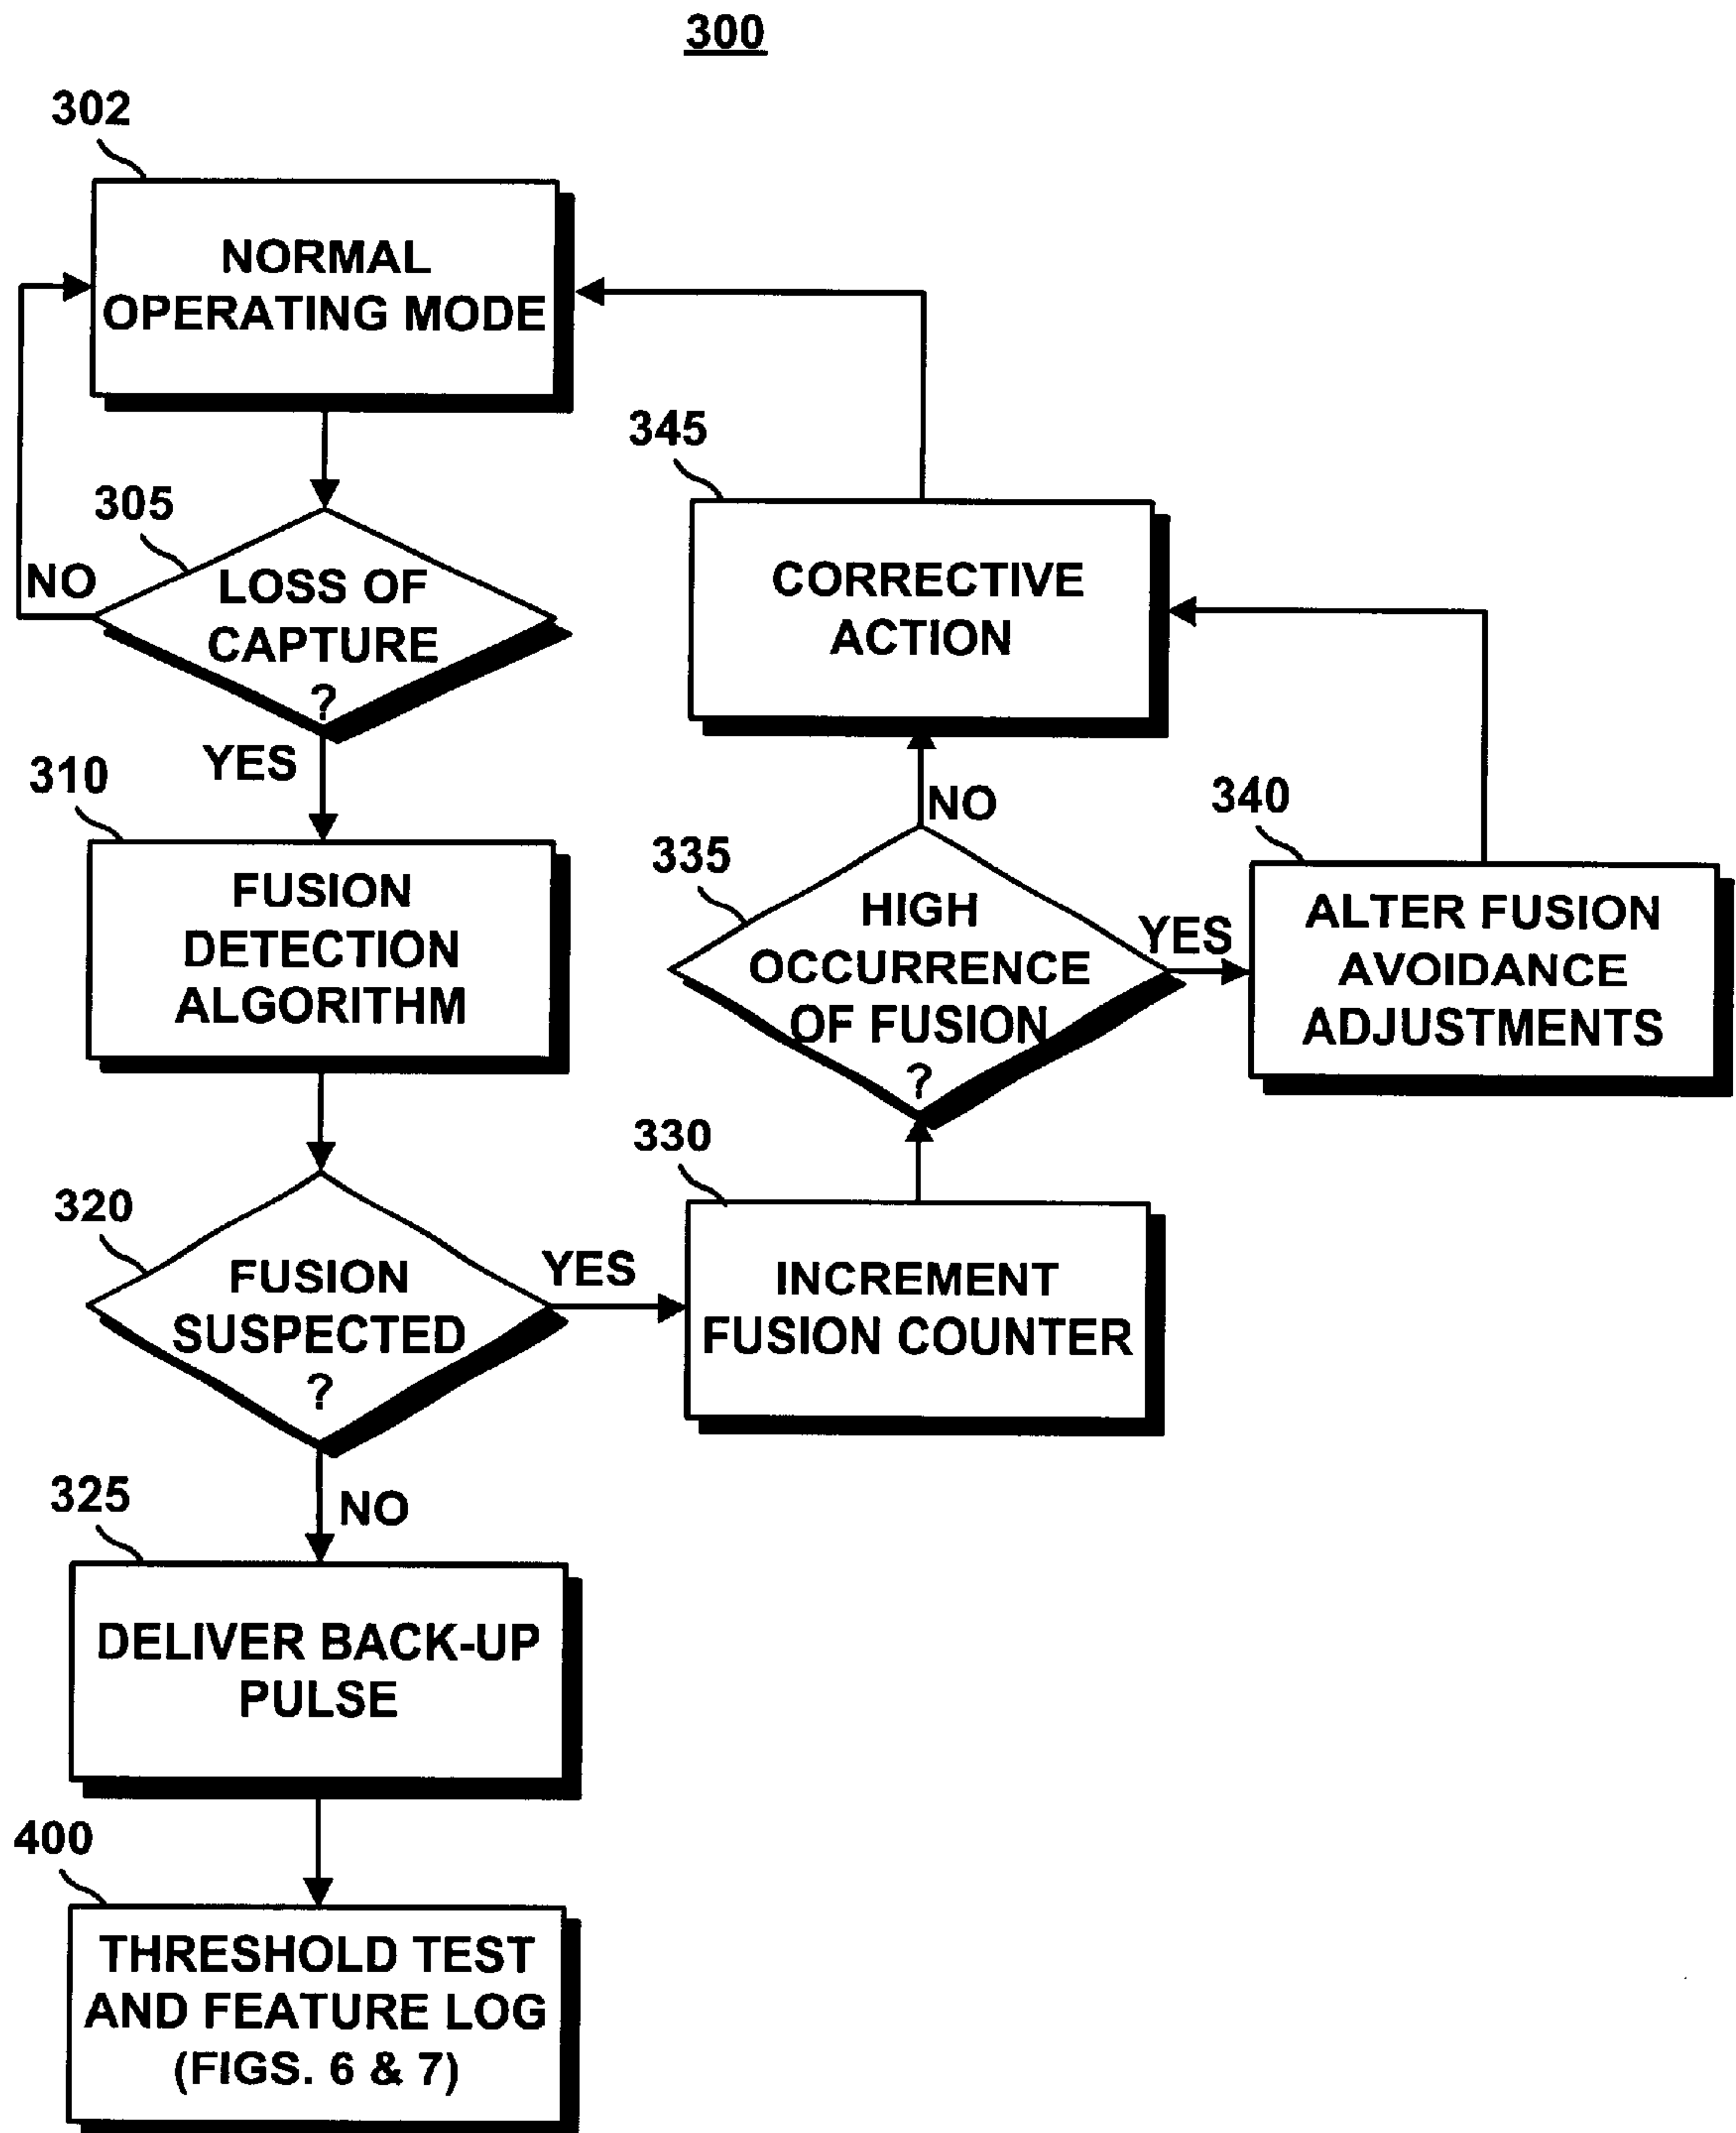 300
302
NORMAL
OPERATING MODE
305
NO
LOSS OF
CAPTURE
?
YES
310
FUSION
DETECTION
ALGORITHM
320
FUSION
SUSPECTED
?
YES
NO
325
DELIVER BACK-UP
PULSE
400
THRESHOLD TEST
AND FEATURE LOG
(FIGS. 6 & 7)
330
INCREMENT
FUSION COUNTER
335
HIGH
OCCURRENCE
OF FUSION
?
YES
NO
340
ALTER FUSION
AVOIDANCE
ADJUSTMENTS
345
CORRECTIVE
ACTION